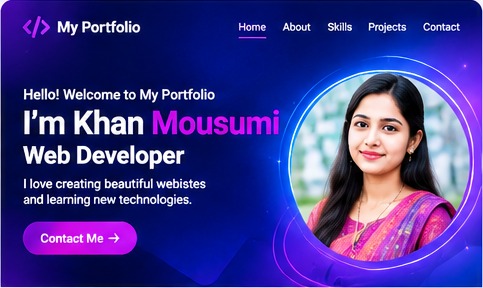 </> My Portfolio
Home About Skills Projects Contact
Hello! Welcome to My Portfolio
I'm Khan Mousumi
Web Developer
I love creating beautiful webistes
and learning new technologies.
Contact Me →